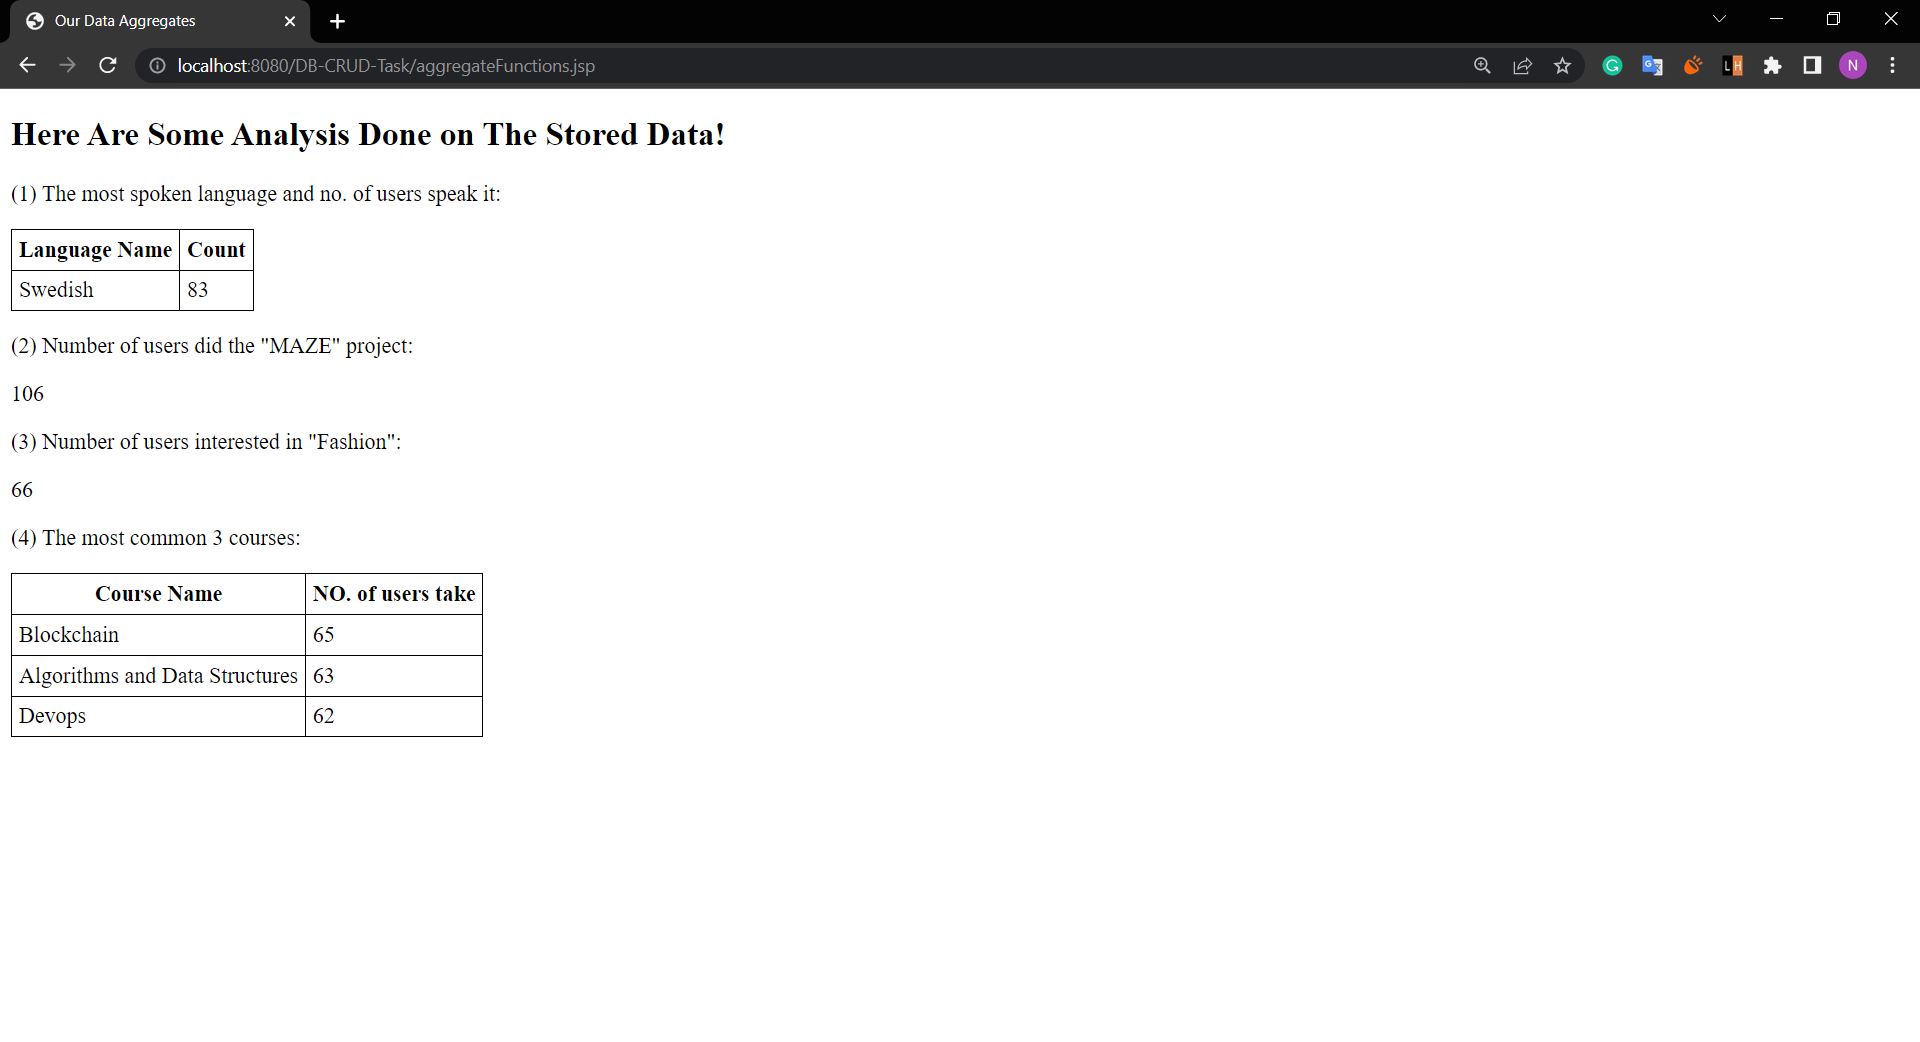 Our Data Aggregates
localhost:8080/DB-CRUD-Task/aggregateFunctions.jsp
G
G
LH
N
Here Are Some Analysis Done on The Stored Data!
(1) The most spoken language and no. of users speak it:
Language Name Count
Swedish 83
(2) Number of users did the "MAZE" project:
106
(3) Number of users interested in "Fashion":
66
(4) The most common 3 courses:
Course Name NO. of users take
Blockchain 65
Algorithms and Data Structures 63
Devops 62